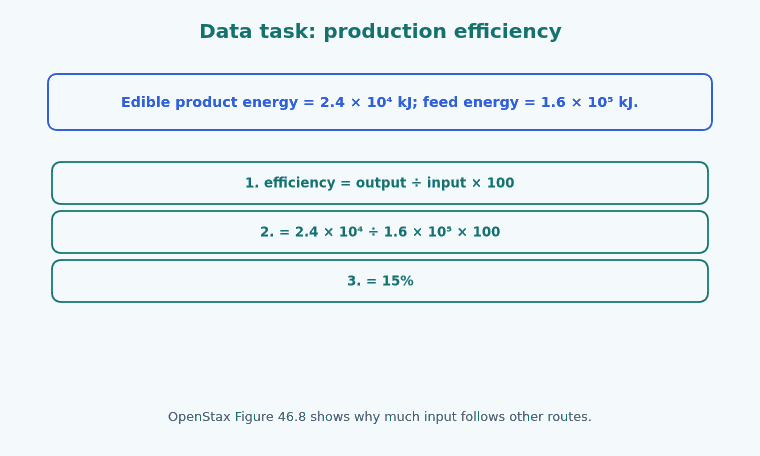 Data task: production efficiency
Edible product energy = 2.4 × 10⁴ kJ; feed energy = 1.6 × 10⁵ kJ.
1. efficiency = output ÷ input × 100
2. = 2.4 × 10⁴ ÷ 1.6 × 10⁵ × 100
3. = 15%
OpenStax Figure 46.8 shows why much input follows other routes.